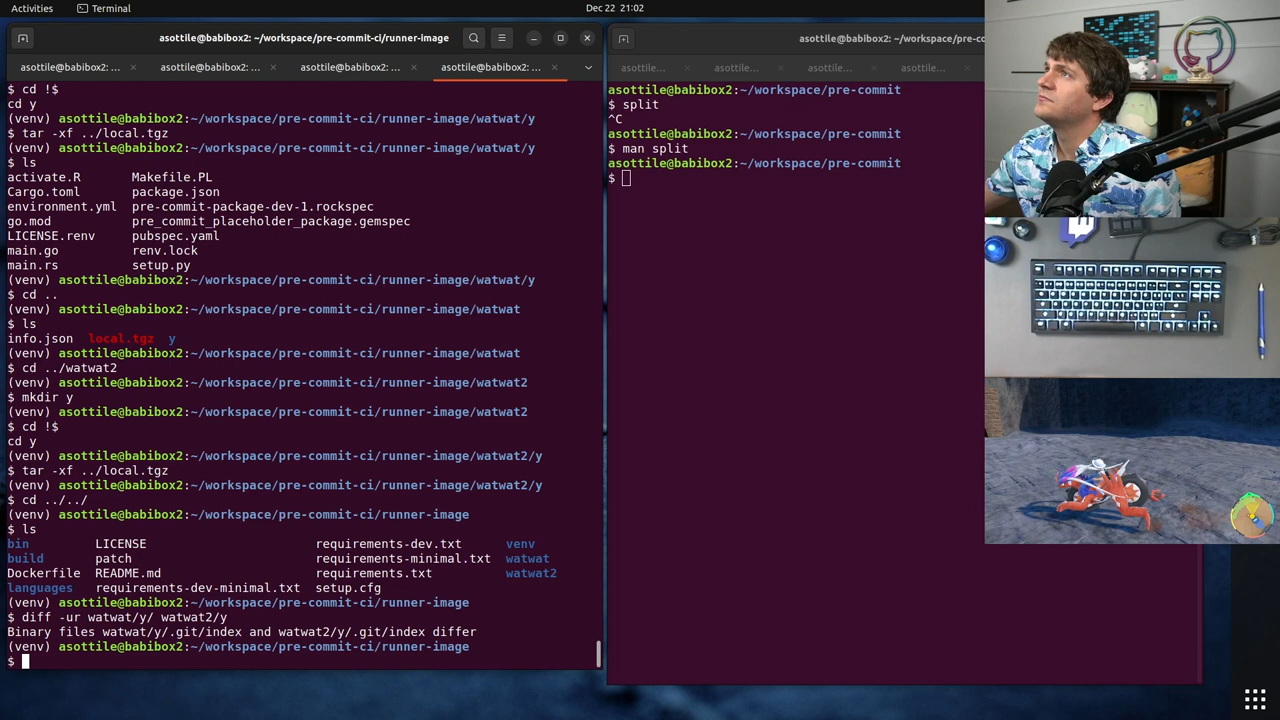 Activities
Terminal
Dec 22 21:02
asottile@babibox2: ~/workspace/pre-commit-ci/runner-image
asottile@babibox2: ~/workspace/pre-co
asottile@babibox2: ~...
asottile@babibox2: ~...
asottile@babibox2: ~...
asottile@babibox2: ~...
asottile...
asottile...
asottile...
asottile...
$ cd !$
cd y
(venv) asottile@babibox2:~/workspace/pre-commit-ci/runner-image/watwat/y
$ tar -xf ../local.tgz
(venv) asottile@babibox2:~/workspace/pre-commit-ci/runner-image/watwat/y
$ ls
activate.R Makefile.PL
Cargo.toml package.json
environment.yml pre-commit-package-dev-1.rockspec
go.mod pre_commit_placeholder_package.gemspec
LICENSE.renv pubspec.yaml
main.go renv.lock
main.rs setup.py
(venv) asottile@babibox2:~/workspace/pre-commit-ci/runner-image/watwat/y
$ cd ..
(venv) asottile@babibox2:~/workspace/pre-commit-ci/runner-image/watwat
$ ls
info.json local.tgz y
(venv) asottile@babibox2:~/workspace/pre-commit-ci/runner-image/watwat
$ cd ../watwat2
(venv) asottile@babibox2:~/workspace/pre-commit-ci/runner-image/watwat2
$ mkdir y
(venv) asottile@babibox2:~/workspace/pre-commit-ci/runner-image/watwat2
$ cd !$
cd y
(venv) asottile@babibox2:~/workspace/pre-commit-ci/runner-image/watwat2/y
$ tar -xf ../local.tgz
(venv) asottile@babibox2:~/workspace/pre-commit-ci/runner-image/watwat2/y
$ cd ../../
(venv) asottile@babibox2:~/workspace/pre-commit-ci/runner-image
$ ls
bin LICENSE requirements-dev.txt venv
build patch requirements-minimal.txt watwat
Dockerfile README.md requirements.txt watwat2
languages requirements-dev-minimal.txt setup.cfg
(venv) asottile@babibox2:~/workspace/pre-commit-ci/runner-image
$ diff -ur watwat/y/ watwat2/y
Binary files watwat/y/.git/index and watwat2/y/.git/index differ
(venv) asottile@babibox2:~/workspace/pre-commit-ci/runner-image
$
asottile@babibox2:~/workspace/pre-commit
$ split
^C
asottile@babibox2:~/workspace/pre-commit
$ man split
asottile@babibox2:~/workspace/pre-commit
$